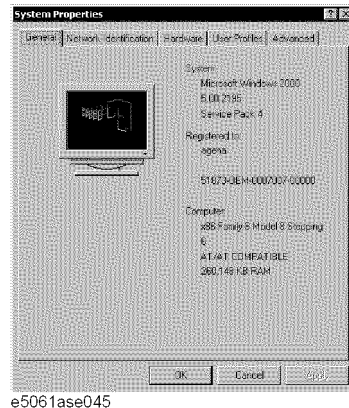 System Properties
General Network Identification Hardware User Profiles Advanced
System:
Microsoft Windows 2000
5.00.2195
Service Pack 4
Registered to:
agena
51873-OEM-0007007-00000
Computer:
x86 Family 6 Model 8 Stepping
6
AT/AT COMPATIBLE
260,148 KB RAM
OK Cancel Apply
e5061ase045